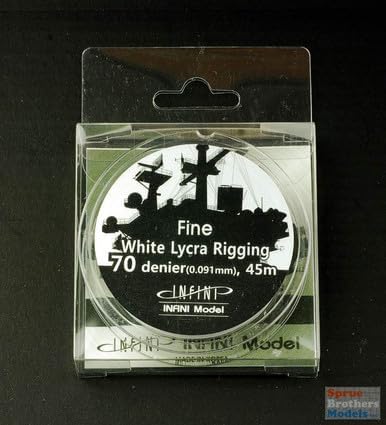 Fine
White Lycra Rigging
70 denier(0.091mm), 45m
INFINI
INFINI Model
INFINI INFINI Model
MADE IN KOREA
Sprue
Brothers
Models